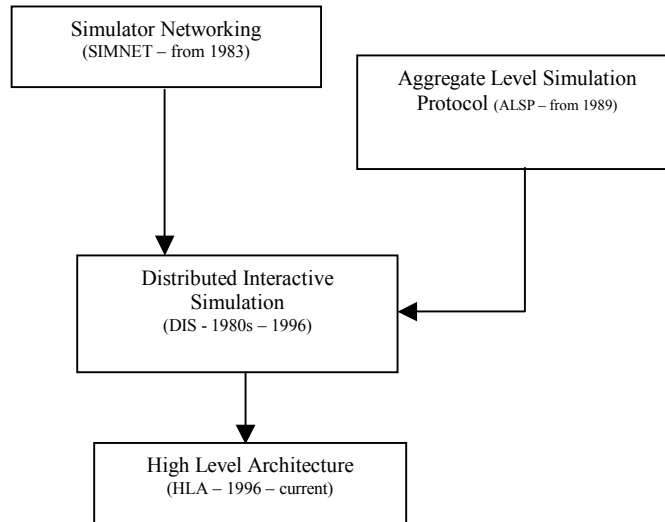 Simulator Networking
(SIMNET – from 1983)
Aggregate Level Simulation
Protocol (ALSP – from 1989)
Distributed Interactive
Simulation
(DIS - 1980s – 1996)
High Level Architecture
(HLA – 1996 – current)